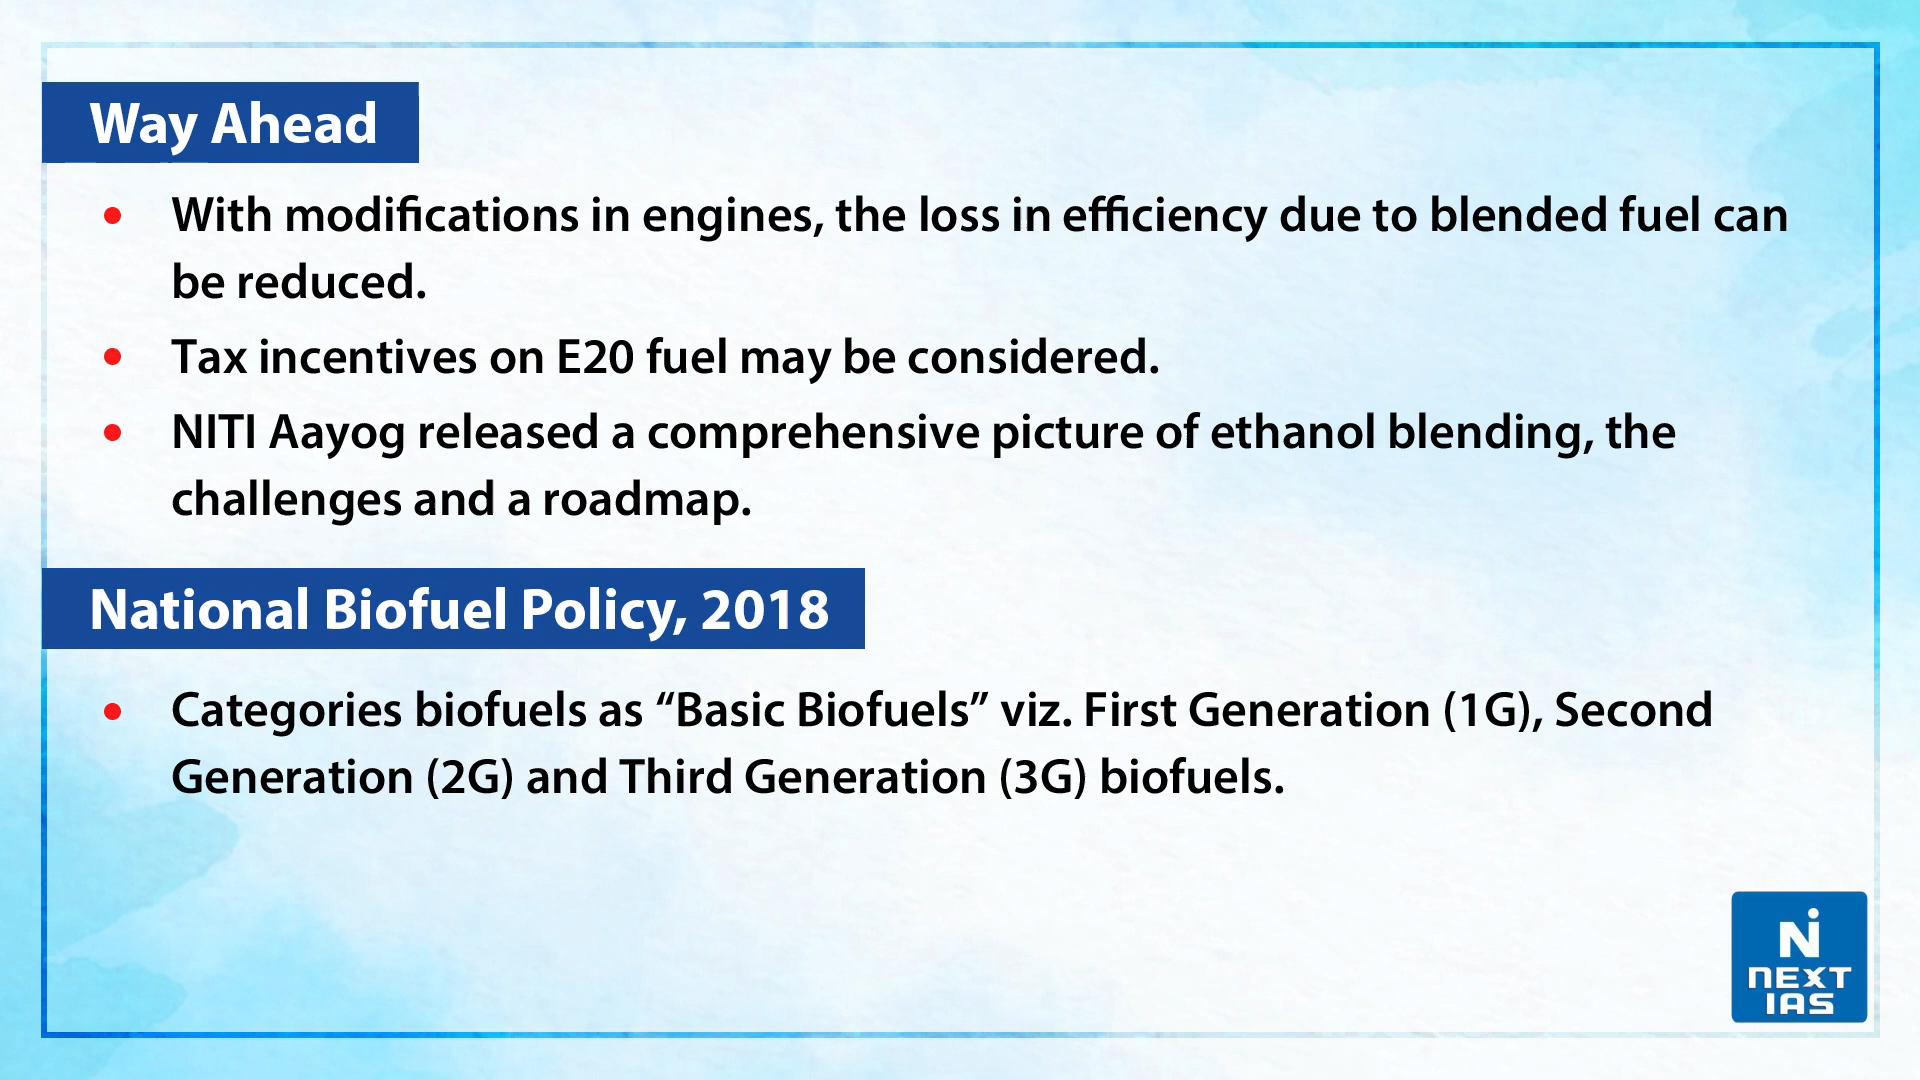 Way Ahead
• With modifications in engines, the loss in efficiency due to blended fuel can
be reduced.
• Tax incentives on E20 fuel may be considered.
• NITI Aayog released a comprehensive picture of ethanol blending, the
challenges and a roadmap.
National Biofuel Policy, 2018
• Categories biofuels as “Basic Biofuels” viz. First Generation (1G), Second
Generation (2G) and Third Generation (3G) biofuels.
N
NEXT
IAS